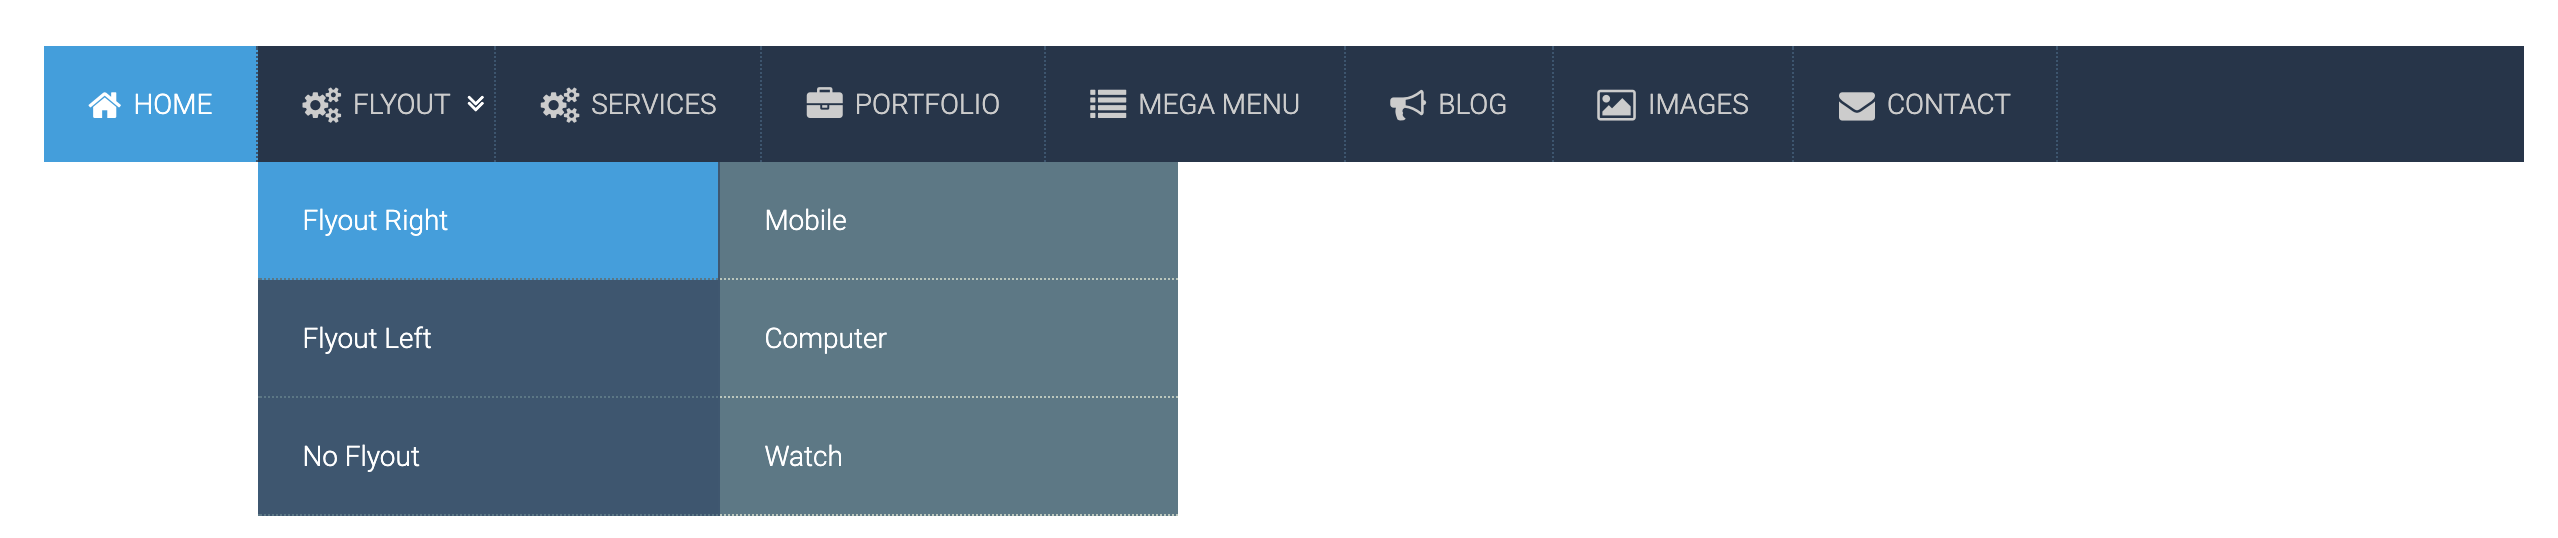 HOME FLYOUT SERVICES PORTFOLIO MEGA MENU BLOG IMAGES CONTACT
Flyout Right Mobile
Flyout Left Computer
No Flyout Watch